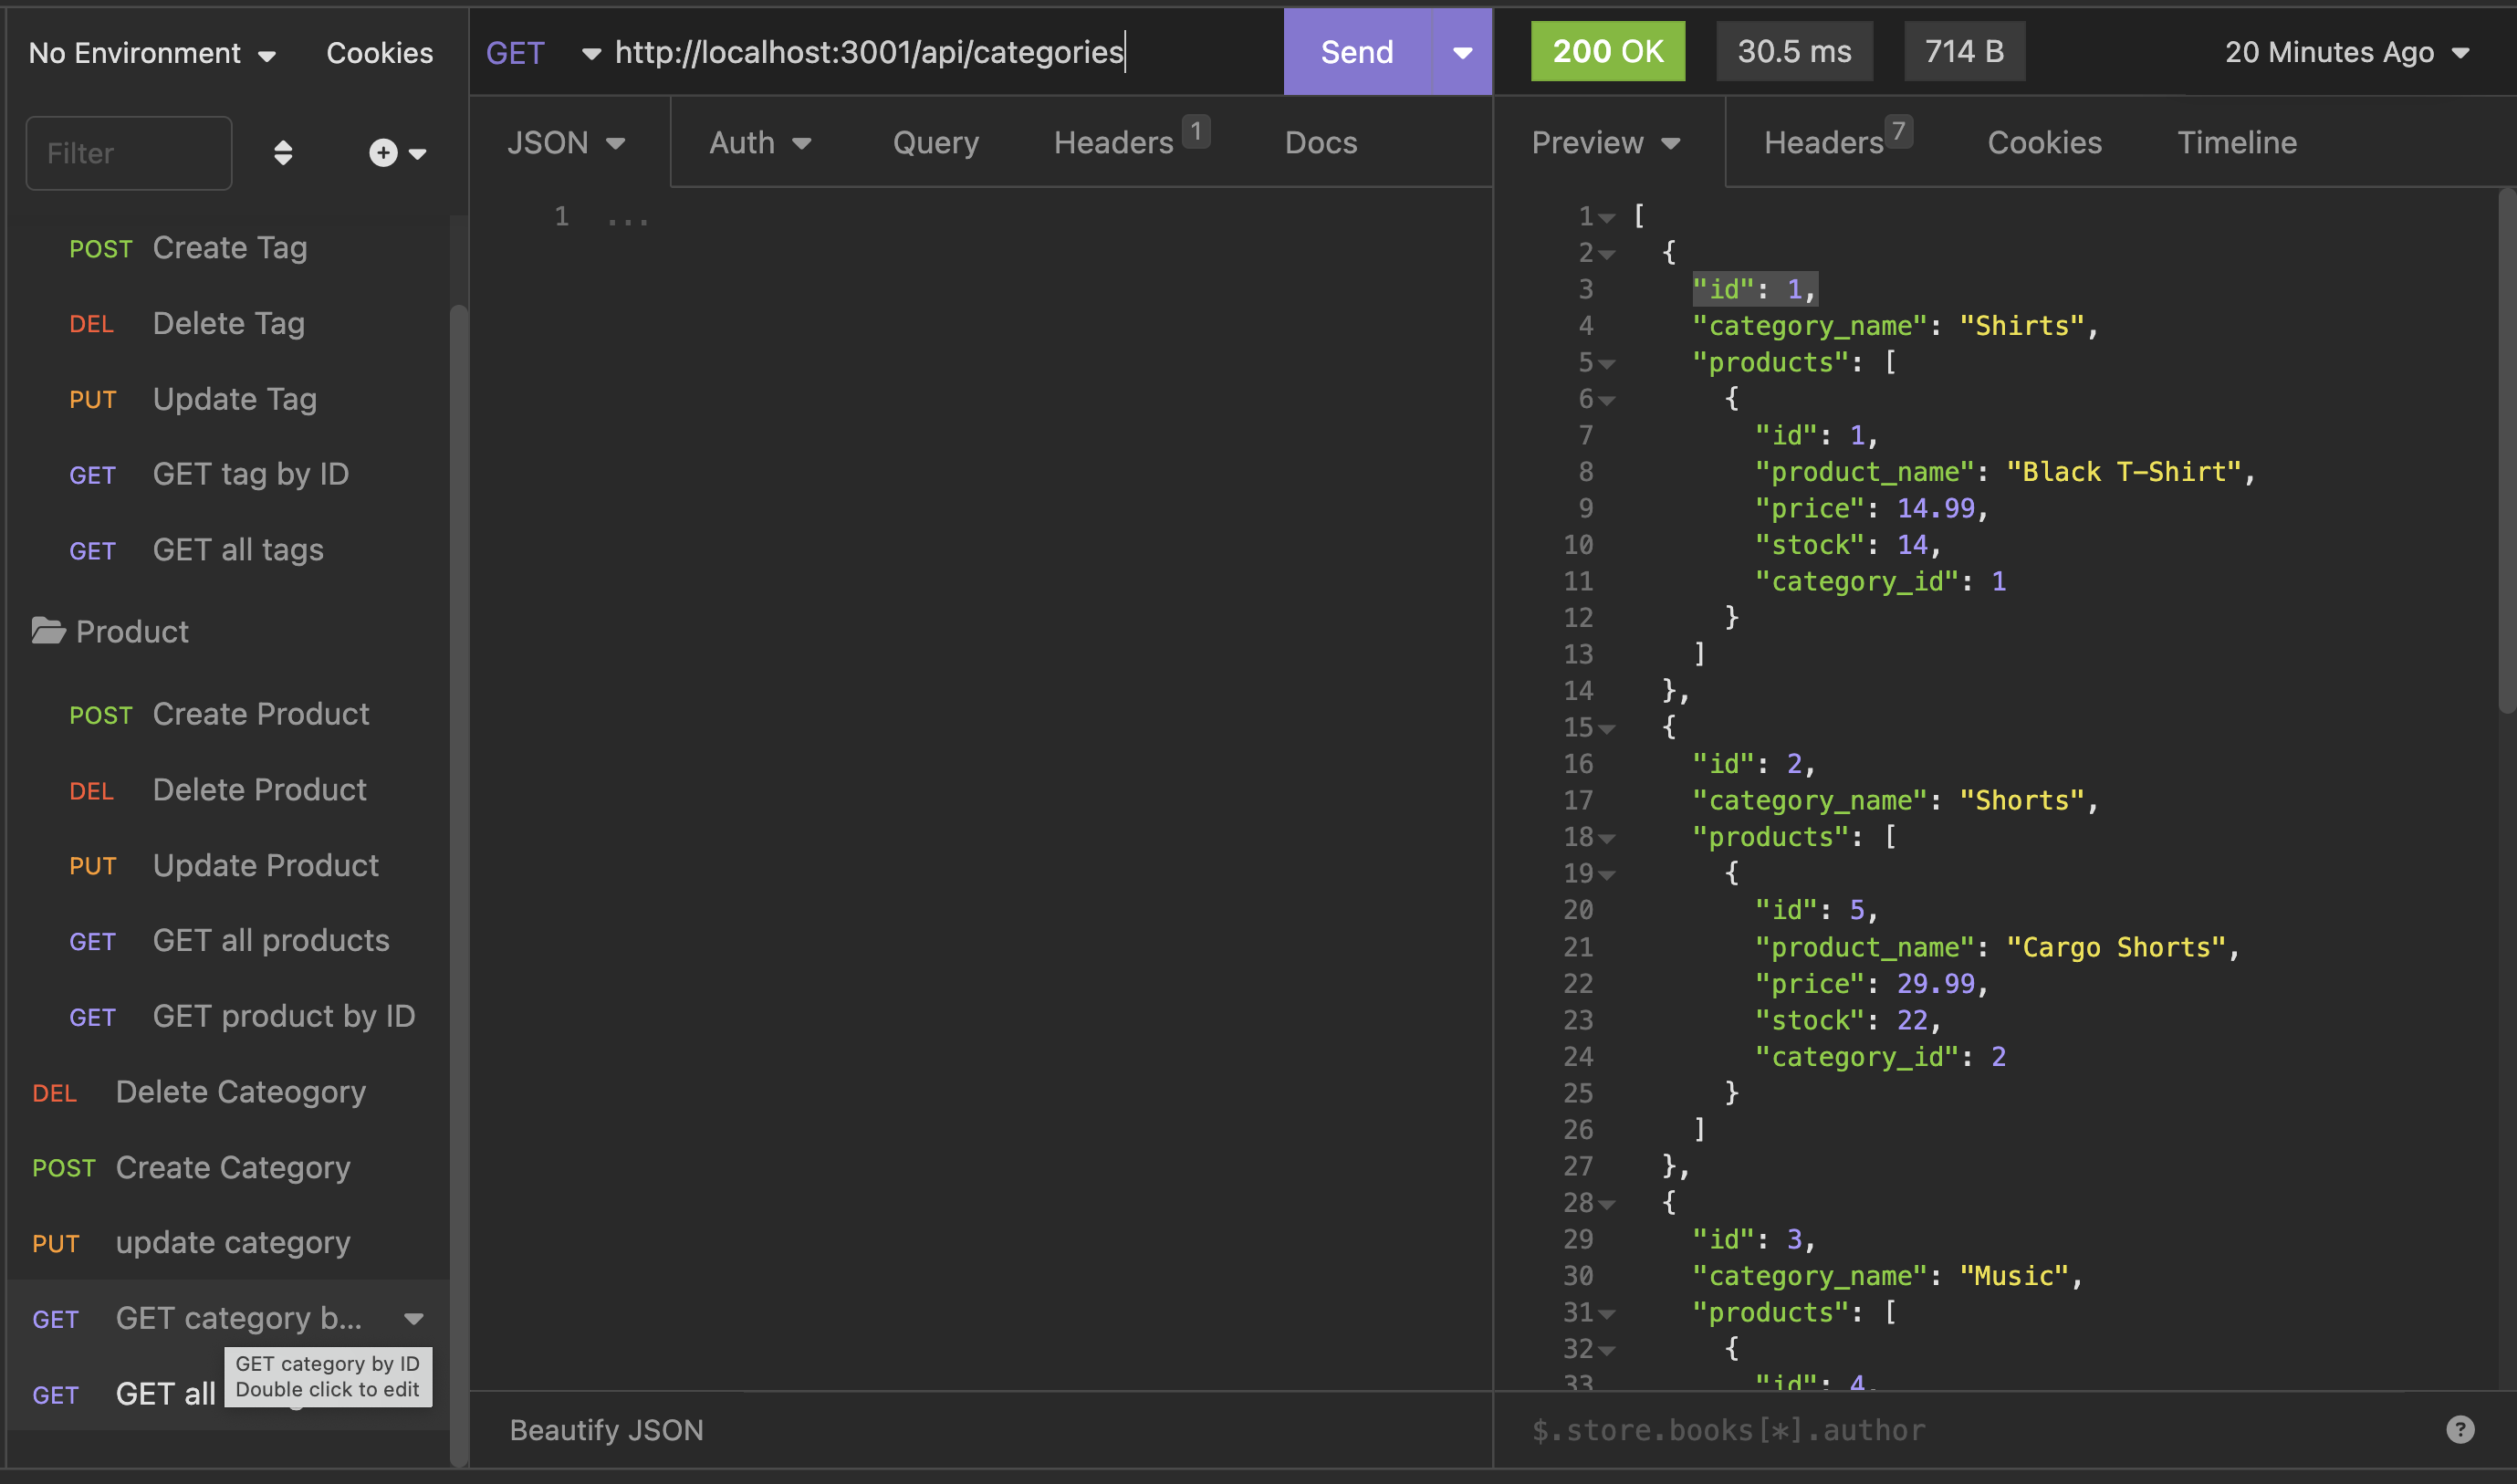 No Environment
Cookies
Filter
POST Create Tag
DEL Delete Tag
PUT Update Tag
GET GET tag by ID
GET GET all tags
Product
POST Create Product
DEL Delete Product
PUT Update Product
GET GET all products
GET GET product by ID
DEL Delete Cateogory
POST Create Category
PUT update category
GET GET category b...
GET category by ID
Double click to edit
GET GET all
GET http://localhost:3001/api/categories
Send
JSON
Auth
Query
Headers 1
Docs
1 ...
Beautify JSON
200 OK
30.5 ms
714 B
20 Minutes Ago
Preview
Headers 7
Cookies
Timeline
1 [
2 {
3 "id": 1,
4 "category_name": "Shirts",
5 "products": [
6 {
7 "id": 1,
8 "product_name": "Black T-Shirt",
9 "price": 14.99,
10 "stock": 14,
11 "category_id": 1
12 }
13 ]
14 },
15 {
16 "id": 2,
17 "category_name": "Shorts",
18 "products": [
19 {
20 "id": 5,
21 "product_name": "Cargo Shorts",
22 "price": 29.99,
23 "stock": 22,
24 "category_id": 2
25 }
26 ]
27 },
28 {
29 "id": 3,
30 "category_name": "Music",
31 "products": [
32 {
33 "id": 4,
$.store.books[*].author
?